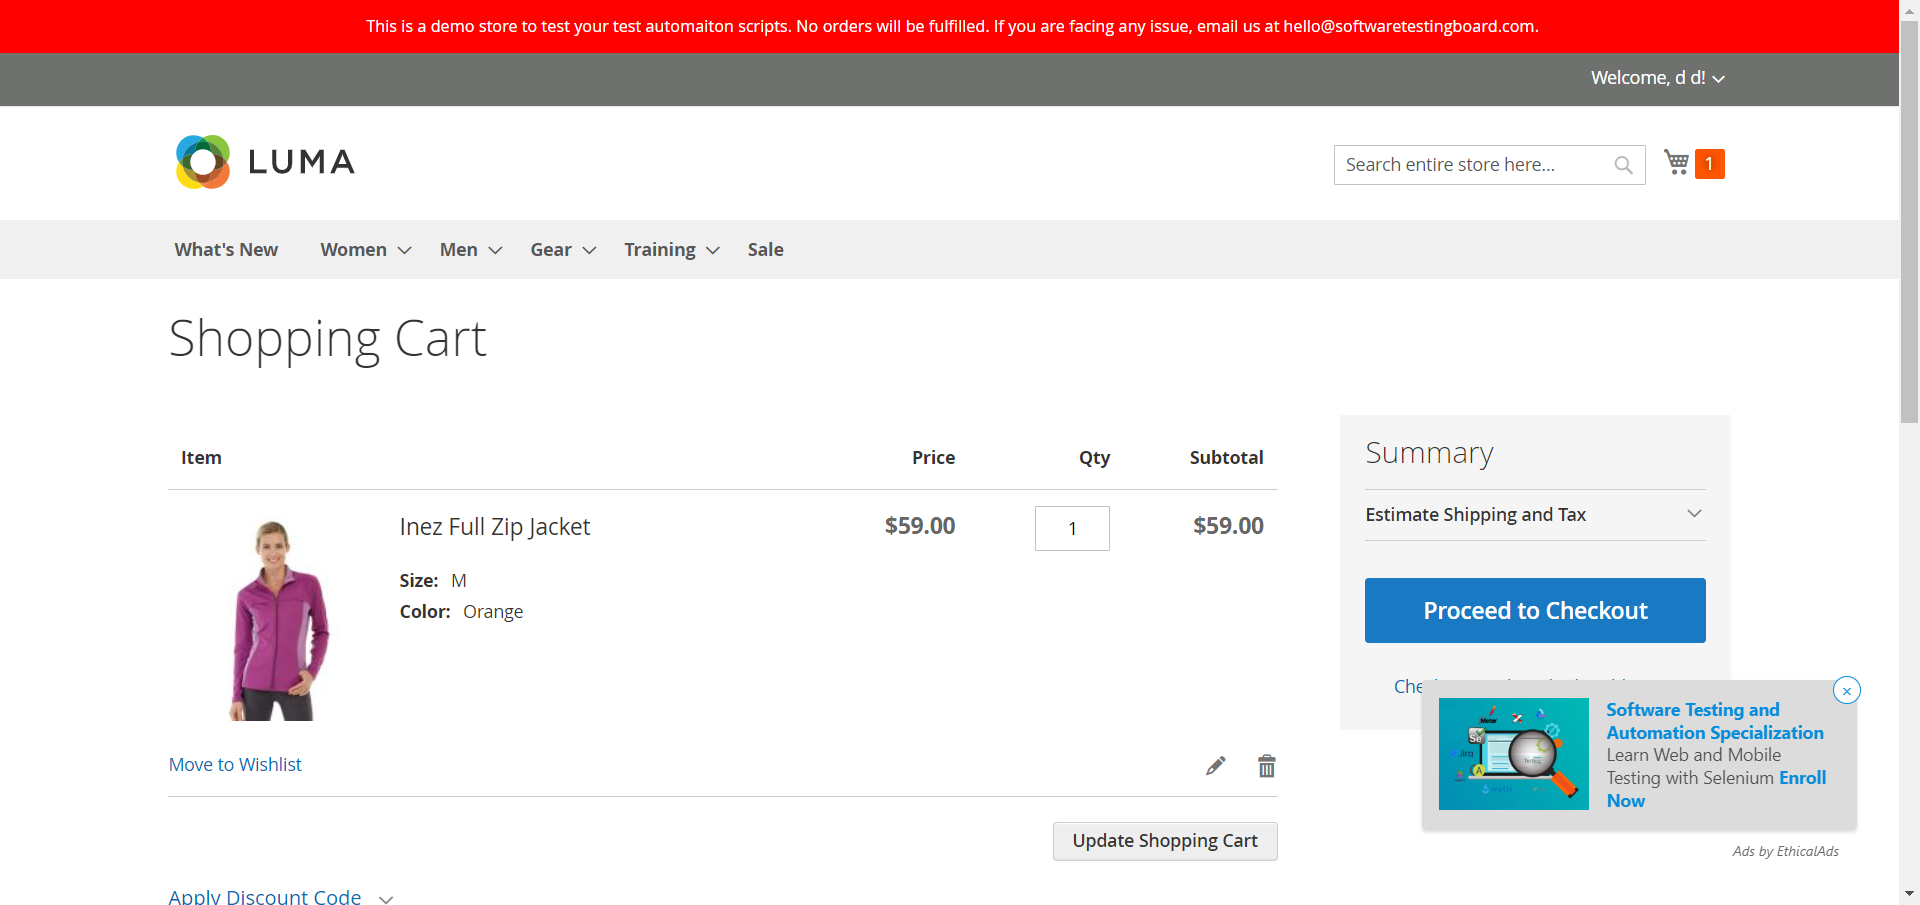 This is a demo store to test your test automaiton scripts. No orders will be fulfilled. If you are facing any issue, email us at hello@softwaretestingboard.com.
Welcome, d d!
LUMA
Search entire store here...
1
What's New Women Men Gear Training Sale
Shopping Cart
Item Price Qty Subtotal
Inez Full Zip Jacket $59.00 1 $59.00
Size: M
Color: Orange
Move to Wishlist
Update Shopping Cart
Apply Discount Code
Summary
Estimate Shipping and Tax
Proceed to Checkout
Software Testing and
Automation Specialization
Learn Web and Mobile
Testing with Selenium Enroll
Now
Meter
Se
Jira
Ads by EthicalAds